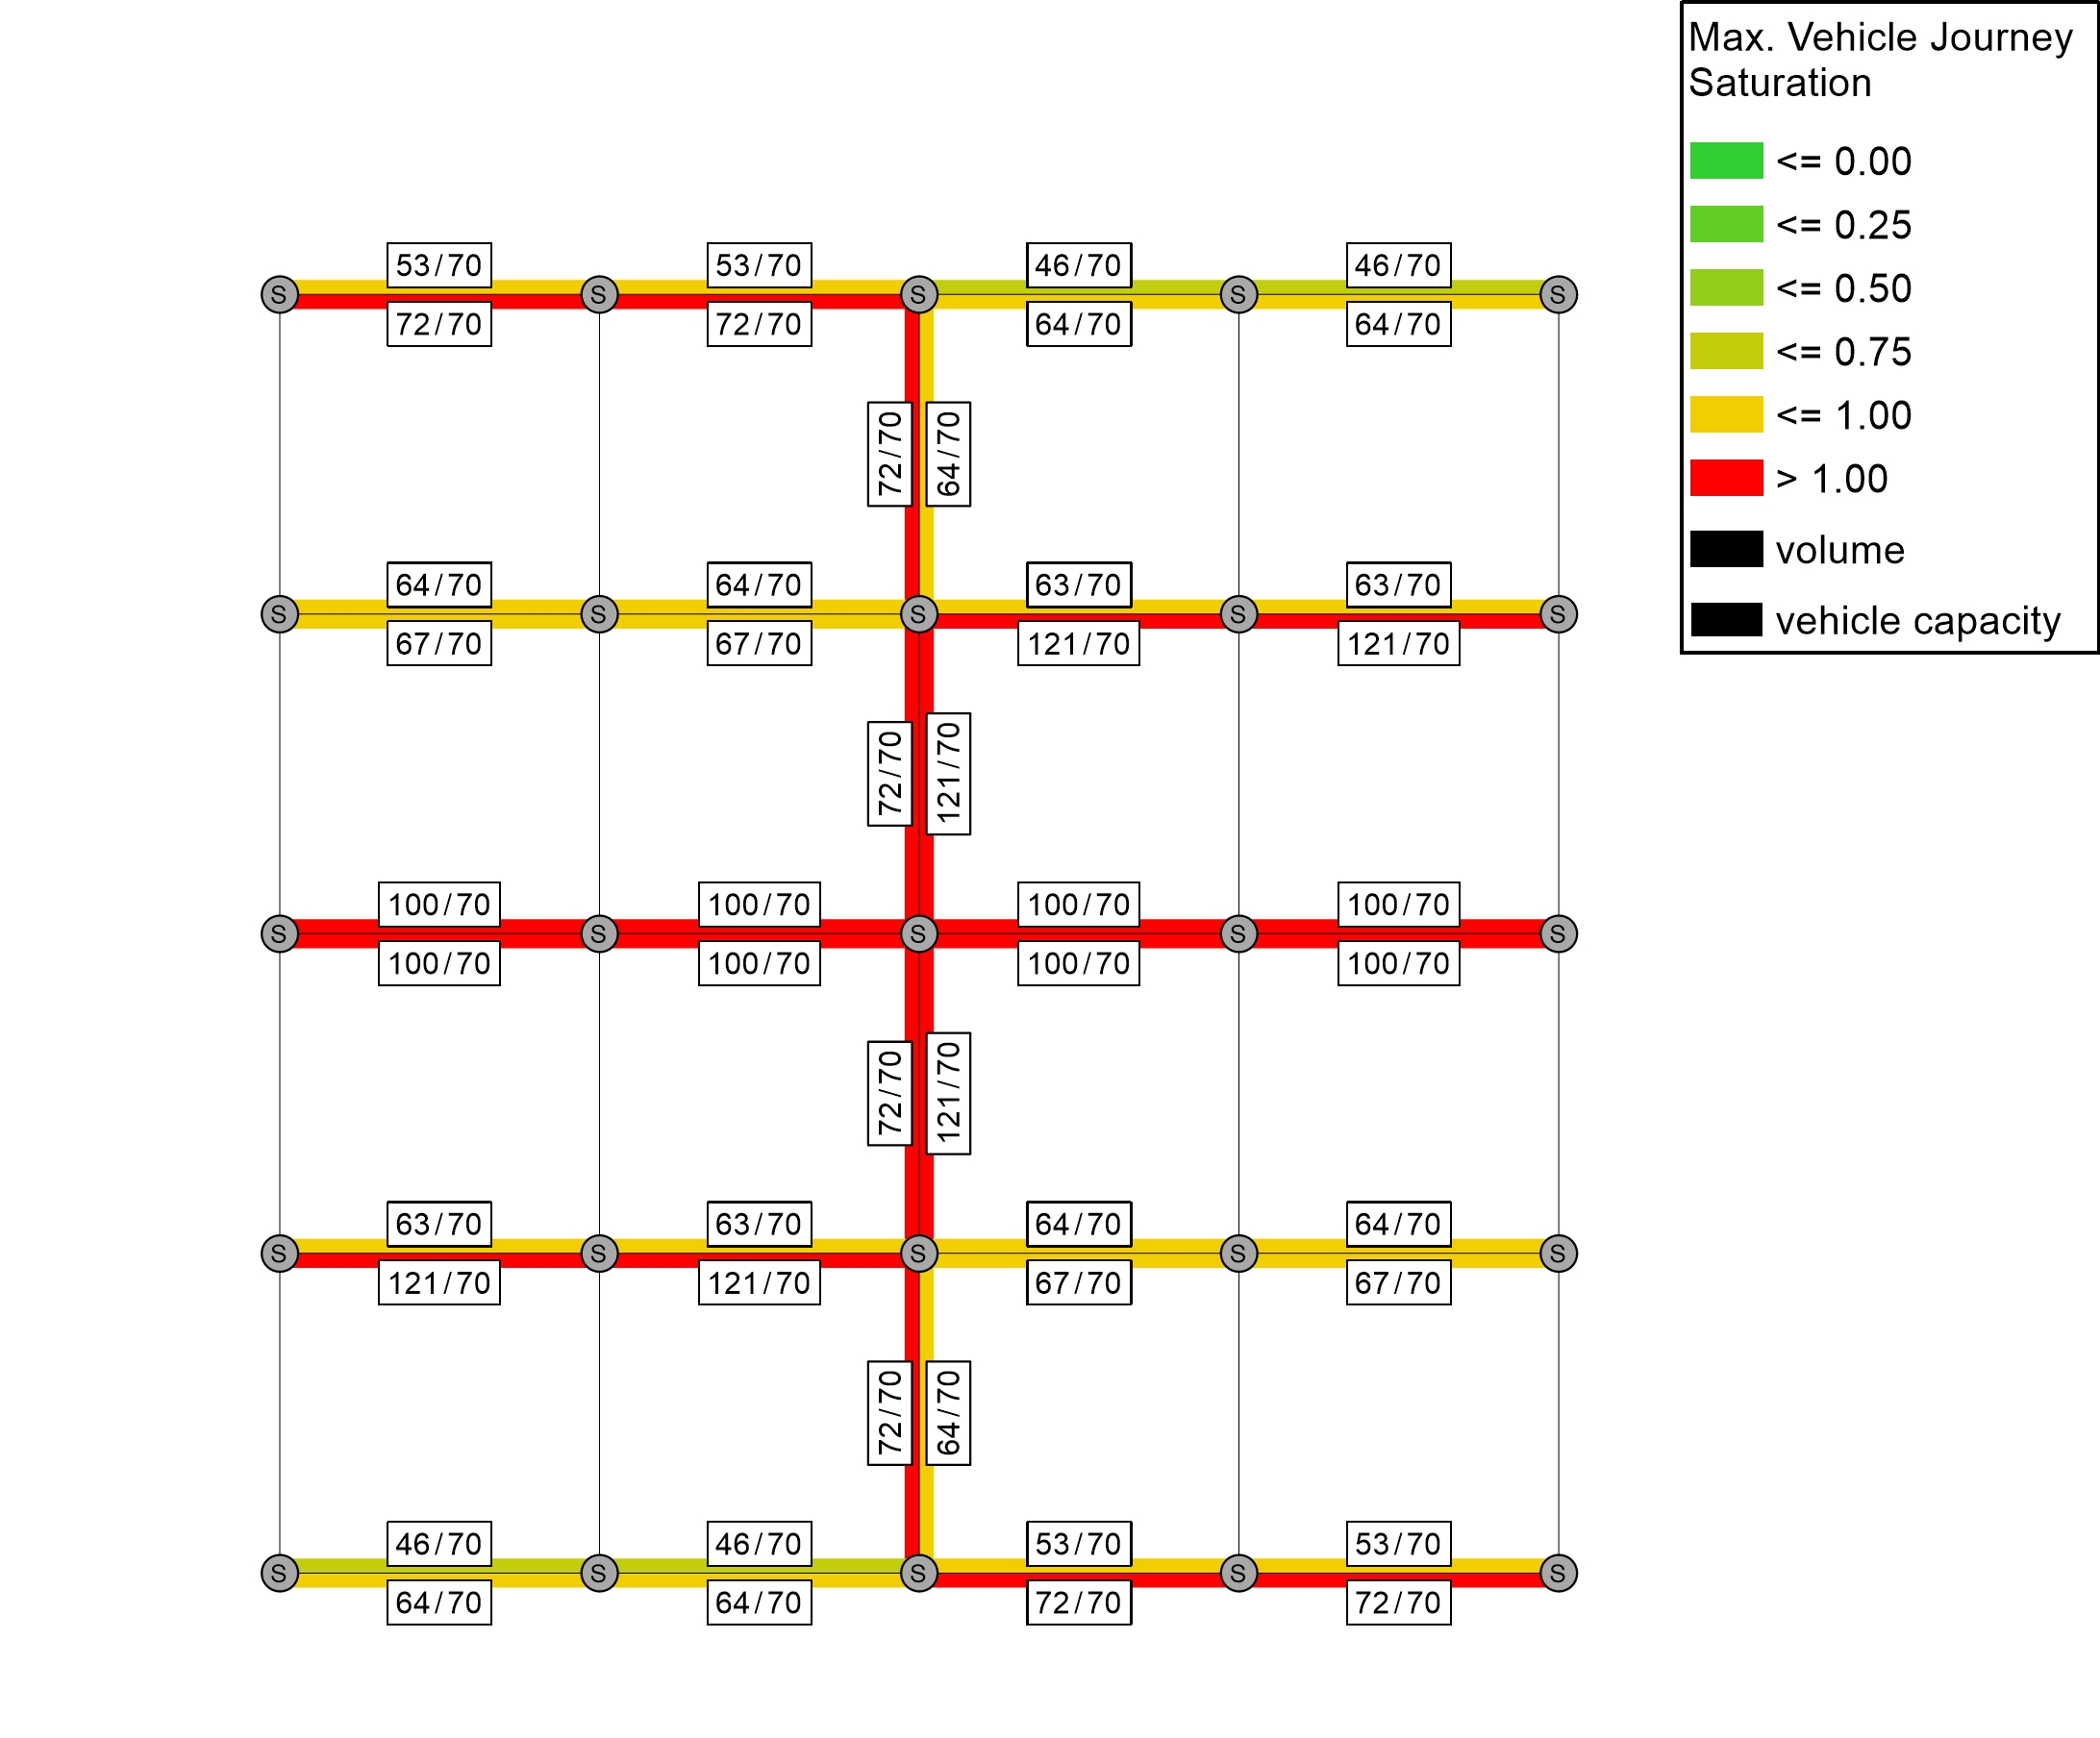 Max. Vehicle Journey
Saturation
<= 0.00
<= 0.25
<= 0.50
<= 0.75
<= 1.00
> 1.00
volume
vehicle capacity
53/70 53/70 46/70 46/70
S S S S S
72/70 72/70 64/70 64/70
72/70 64/70
64/70 64/70 63/70 63/70
S S S S S
67/70 67/70 121/70 121/70
72/70 121/70
100/70 100/70 100/70 100/70
S S S S S
100/70 100/70 100/70 100/70
72/70 121/70
63/70 63/70 64/70 64/70
S S S S S
121/70 121/70 67/70 67/70
72/70 64/70
46/70 46/70 53/70 53/70
S S S S S
64/70 64/70 72/70 72/70